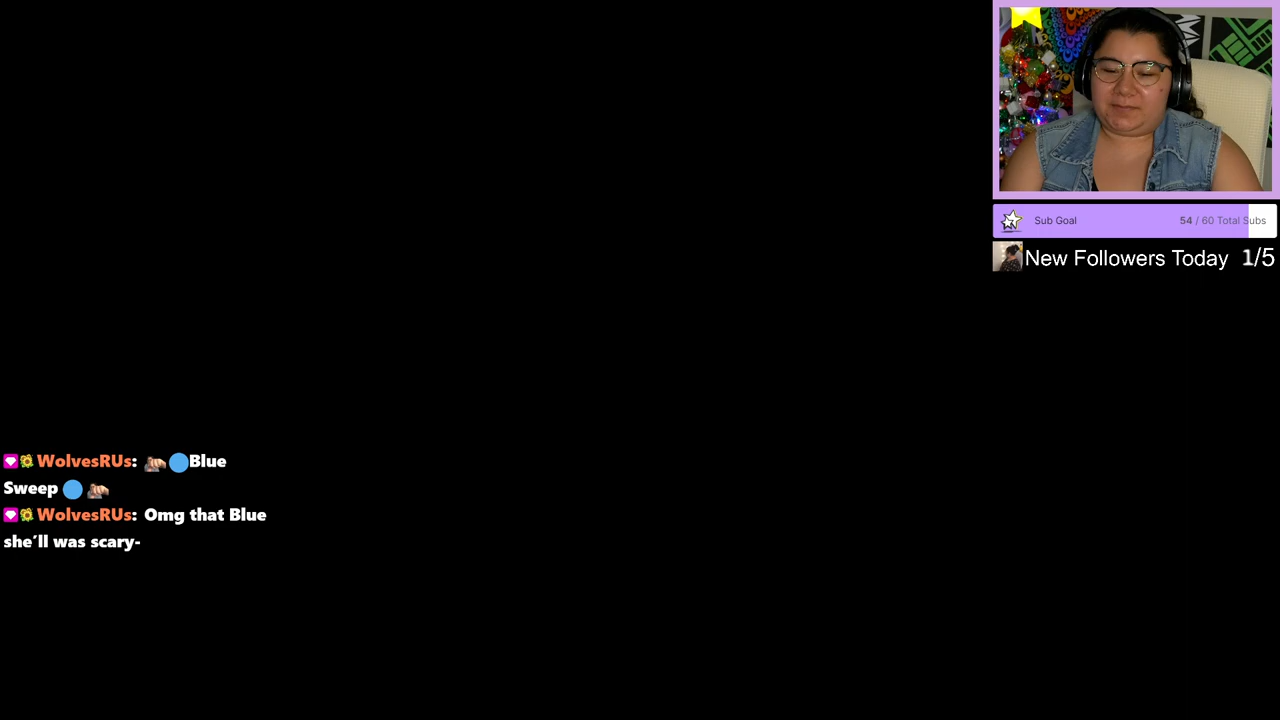 Sub Goal 54 / 60 Total Subs
New Followers Today 1/5
WolvesRUs: Blue
Sweep
WolvesRUs: Omg that Blue
she'll was scary-